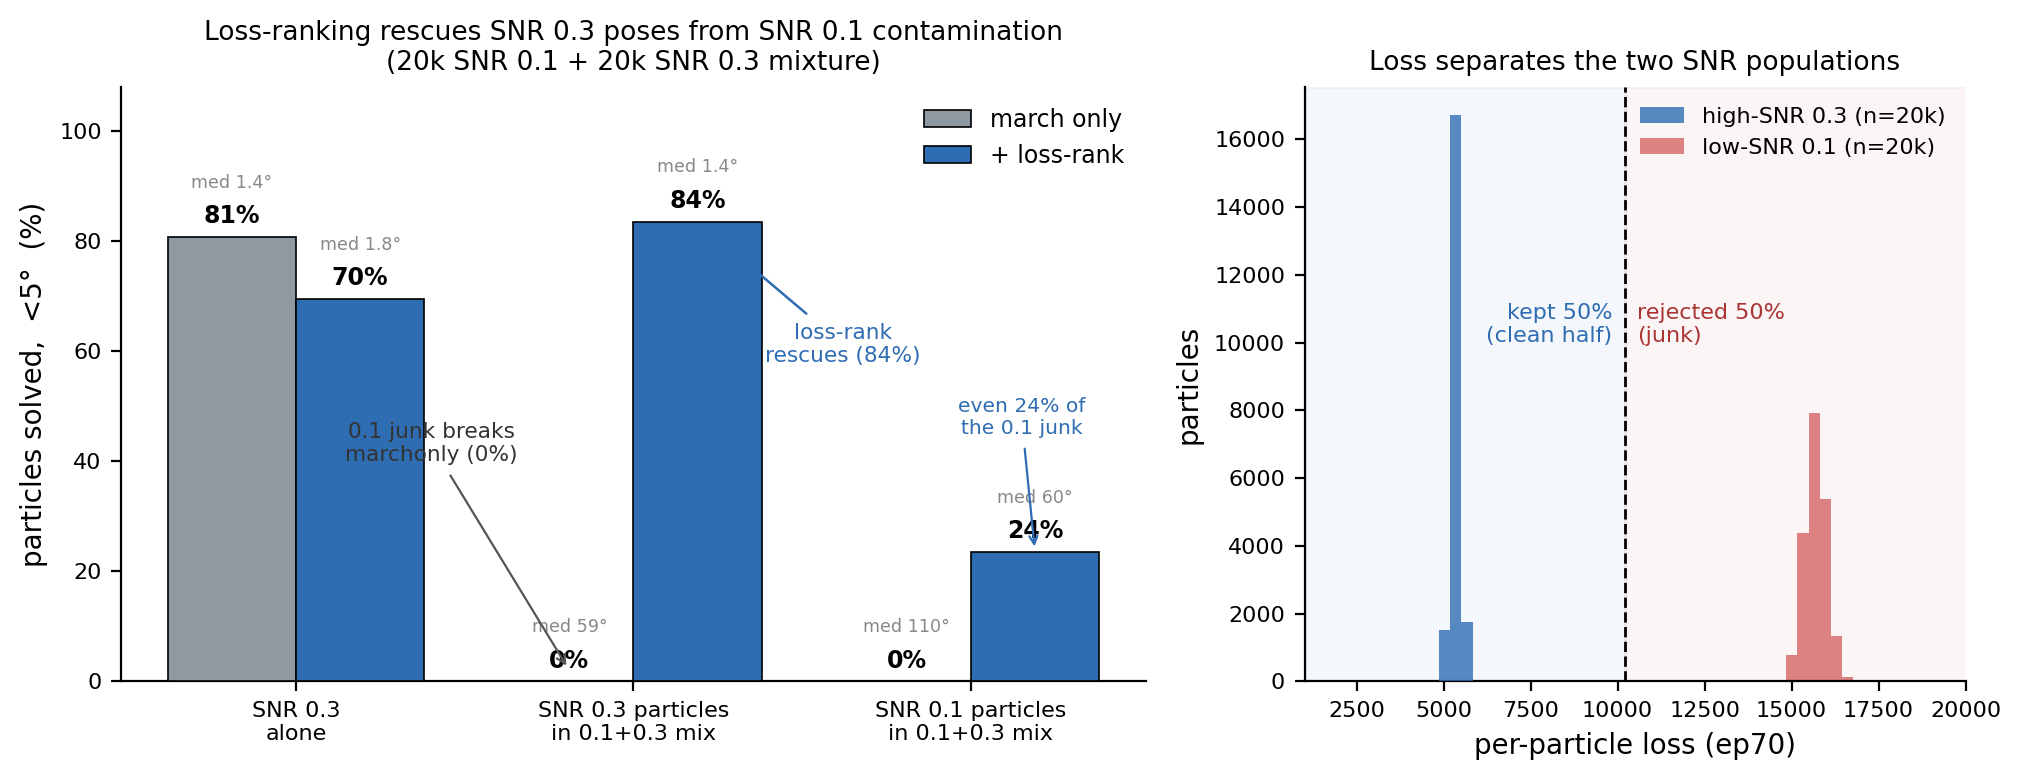 Loss-ranking rescues SNR 0.3 poses from SNR 0.1 contamination
(20k SNR 0.1 + 20k SNR 0.3 mixture)
particles solved, <5° (%)
100
80
60
40
20
0
march only
+ loss-rank
med 1.4°
81%
med 1.8°
70%
med 1.4°
84%
loss-rank
rescues (84%)
0.1 junk breaks
marchonly (0%)
even 24% of
the 0.1 junk
med 59°
0%
med 110°
0%
med 60°
24%
SNR 0.3
alone
SNR 0.3 particles
in 0.1+0.3 mix
SNR 0.1 particles
in 0.1+0.3 mix
Loss separates the two SNR populations
particles
16000
14000
12000
10000
8000
6000
4000
2000
0
high-SNR 0.3 (n=20k)
low-SNR 0.1 (n=20k)
kept 50%
(clean half)
rejected 50%
(junk)
2500 5000 7500 10000 12500 15000 17500 20000
per-particle loss (ep70)